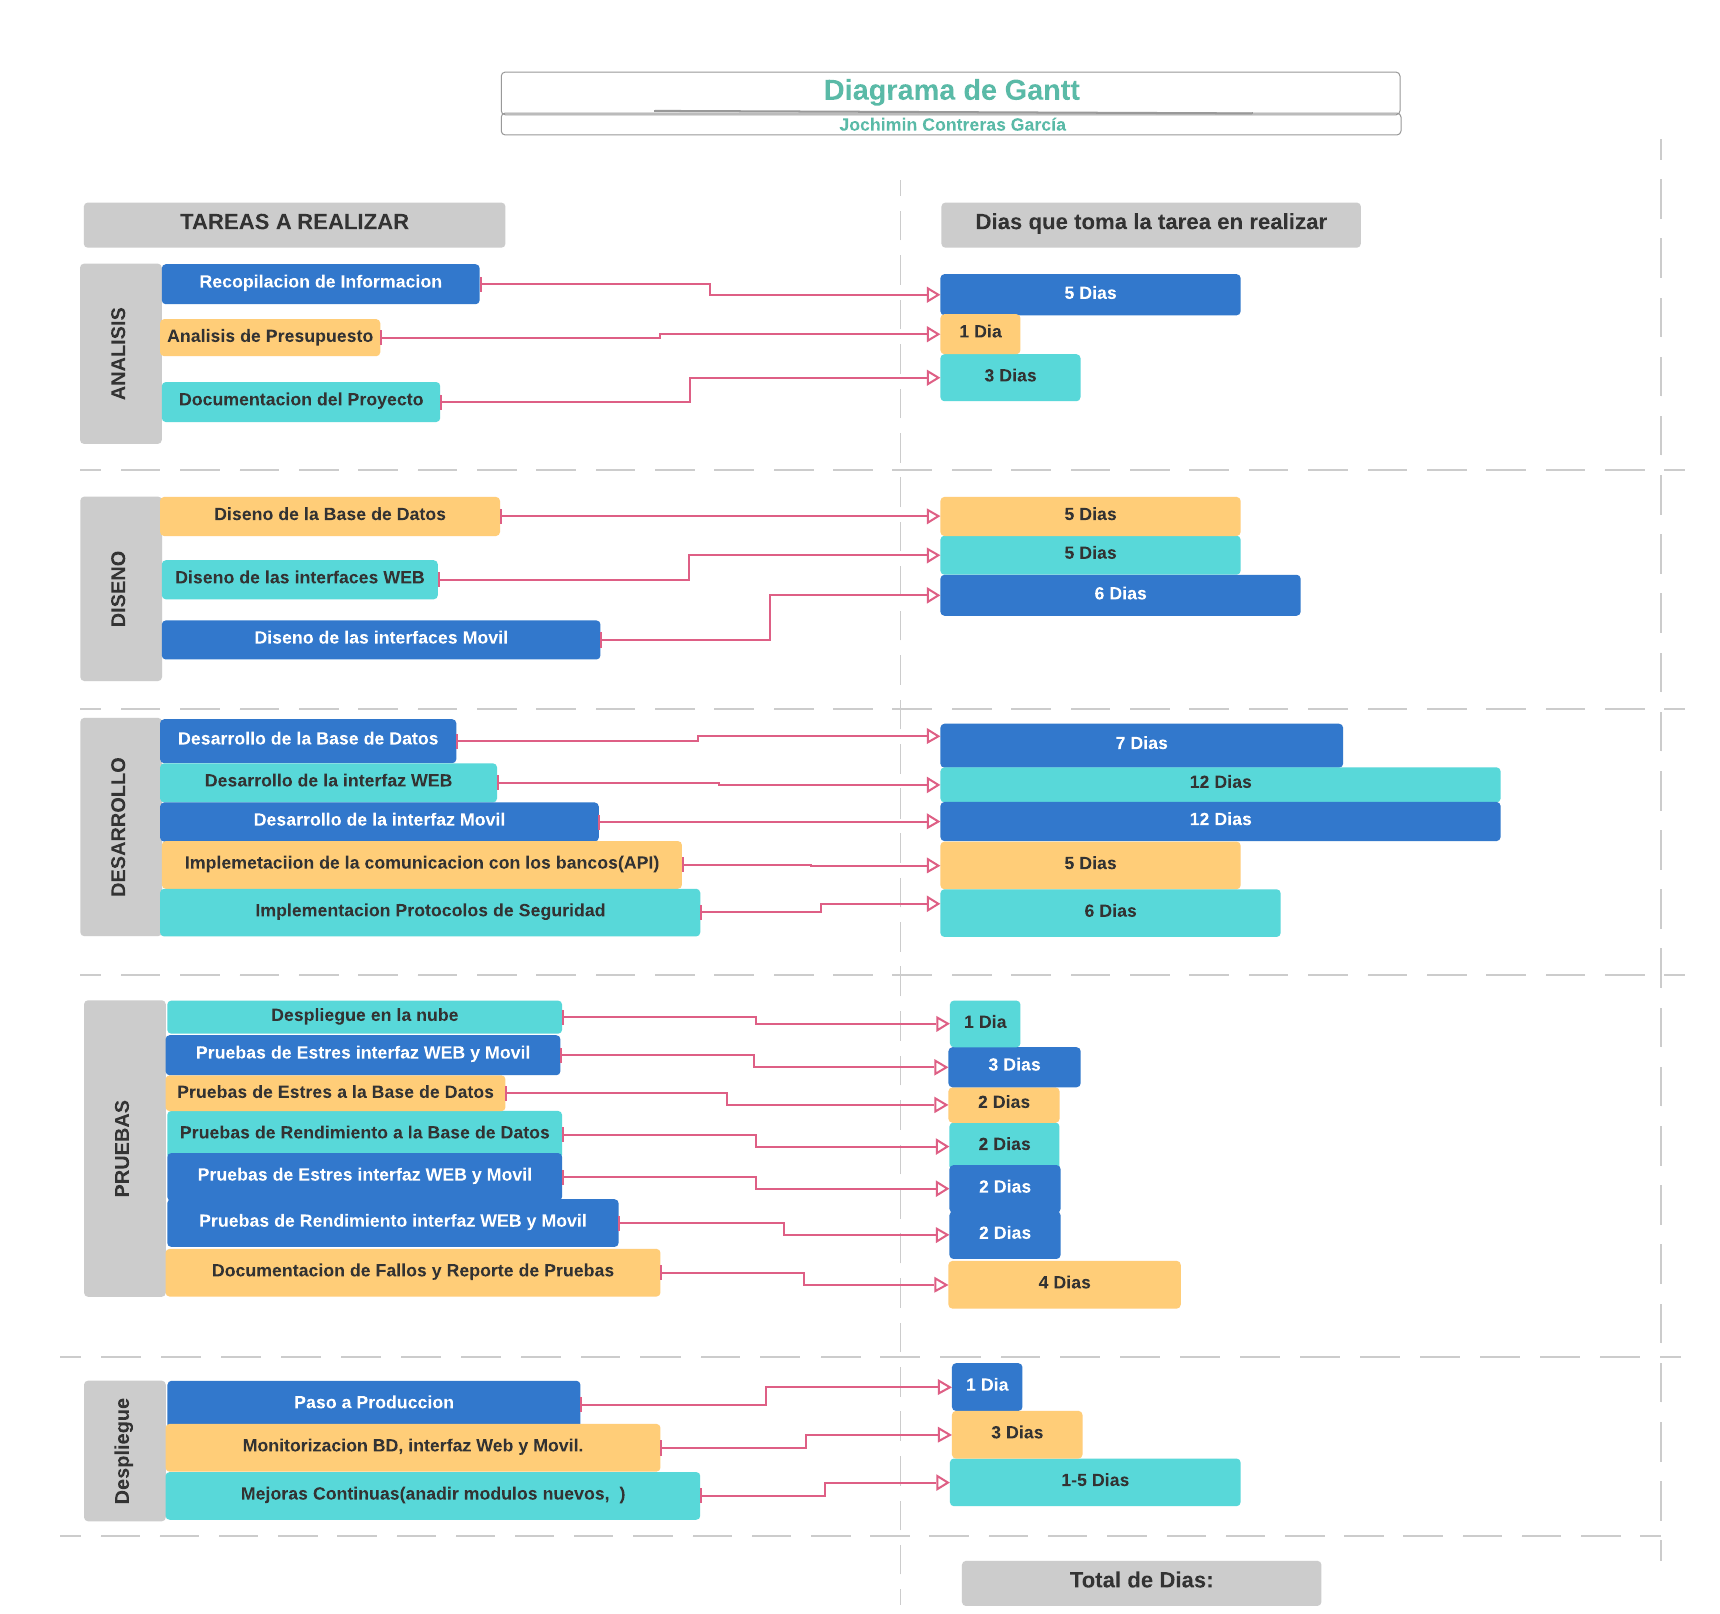 Diagrama de Gantt
Jochimin Contreras García
TAREAS A REALIZAR
Dias que toma la tarea en realizar
ANALISIS
Recopilacion de Informacion
5 Dias
Analisis de Presupuesto
1 Dia
Documentacion del Proyecto
3 Dias
DISENO
Diseno de la Base de Datos
5 Dias
Diseno de las interfaces WEB
5 Dias
Diseno de las interfaces Movil
6 Dias
DESARROLLO
Desarrollo de la Base de Datos
7 Dias
Desarrollo de la interfaz WEB
12 Dias
Desarrollo de la interfaz Movil
12 Dias
Implemetaciion de la comunicacion con los bancos(API)
5 Dias
Implementacion Protocolos de Seguridad
6 Dias
PRUEBAS
Despliegue en la nube
1 Dia
Pruebas de Estres interfaz WEB y Movil
3 Dias
Pruebas de Estres a la Base de Datos
2 Dias
Pruebas de Rendimiento a la Base de Datos
2 Dias
Pruebas de Estres interfaz WEB y Movil
2 Dias
Pruebas de Rendimiento interfaz WEB y Movil
2 Dias
Documentacion de Fallos y Reporte de Pruebas
4 Dias
Despliegue
Paso a Produccion
1 Dia
Monitorizacion BD, interfaz Web y Movil.
3 Dias
Mejoras Continuas(anadir modulos nuevos,  )
1-5 Dias
Total de Dias: